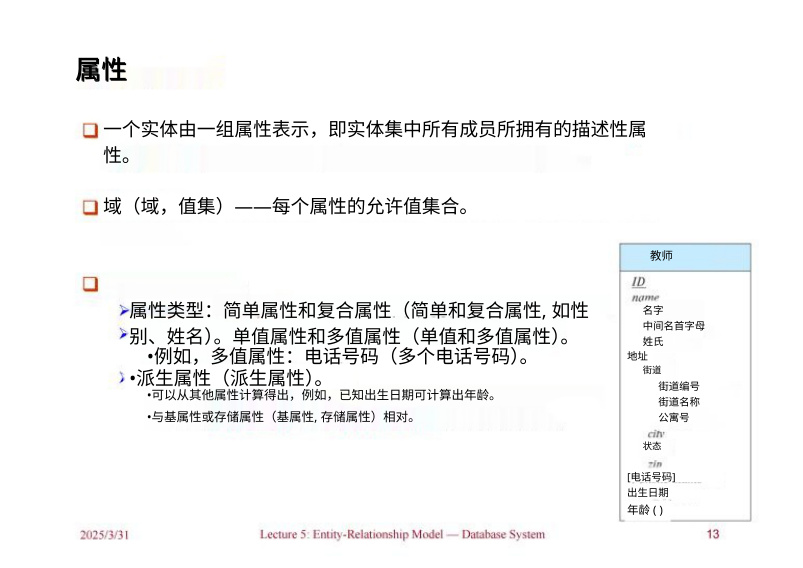 属性
一个实体由一组属性表示，即实体集中所有成员所拥有的描述性属
性。
域（域，值集）——每个属性的允许值集合。
属性类型：简单属性和复合属性（简单和复合属性, 如性
别、姓名）。单值属性和多值属性（单值和多值属性）。
•例如，多值属性：电话号码（多个电话号码）。
•派生属性（派生属性）。
•可以从其他属性计算得出，例如，已知出生日期可计算出年龄。
•与基属性或存储属性（基属性, 存储属性）相对。
教师
ID
name
名字
中间名首字母
姓氏
地址
街道
街道编号
街道名称
公寓号
city
状态
zip
[电话号码]
出生日期
年龄 ( )
2025/3/31
Lecture 5: Entity-Relationship Model — Database System
13